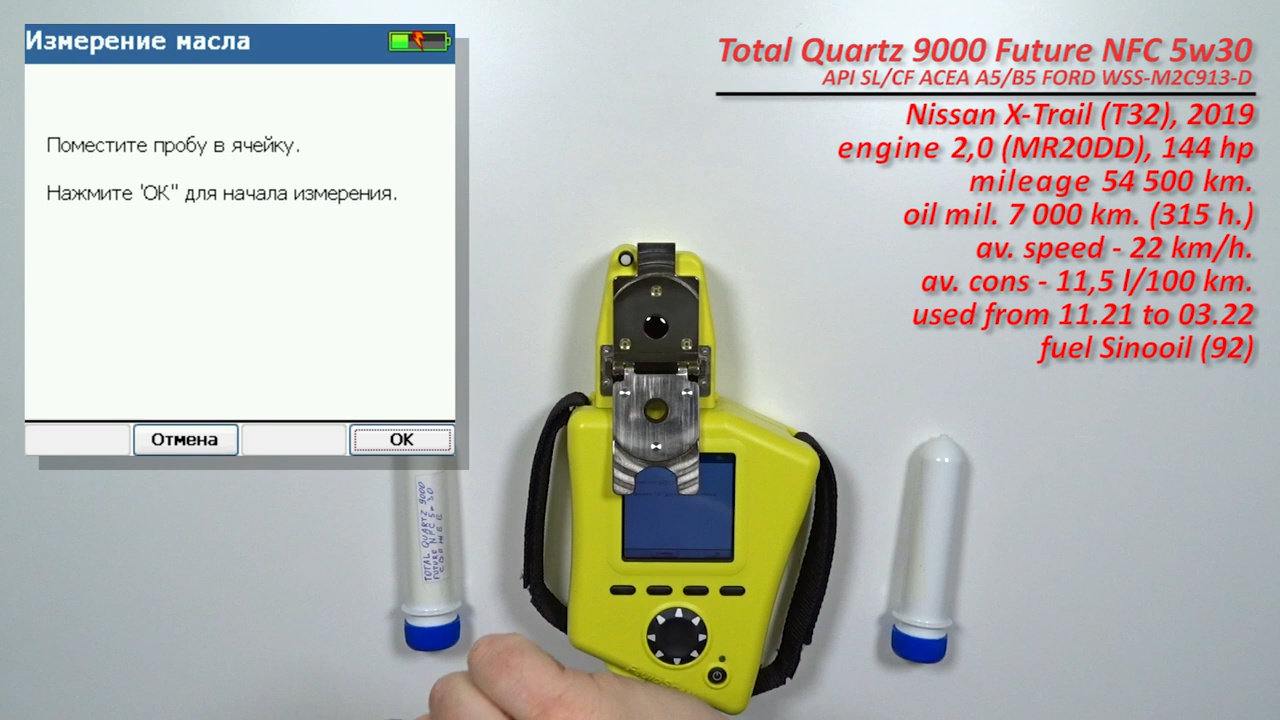 Измерение масла
Поместите пробу в ячейку.
Нажмите 'ОК" для начала измерения.
Отмена
ОК
Total Quartz 9000 Future NFC 5w30
API SL/CF ACEA A5/B5 FORD WSS-M2C913-D
Nissan X-Trail (T32), 2019
engine 2,0 (MR20DD), 144 hp
mileage 54 500 km.
oil mil. 7 000 km. (315 h.)
av. speed - 22 km/h.
av. cons - 11,5 l/100 km.
used from 11.21 to 03.22
fuel Sinooil (92)
TOTAL QUARTZ 9000
FUTURE NFC 5W30
СВЕЖЕЕ